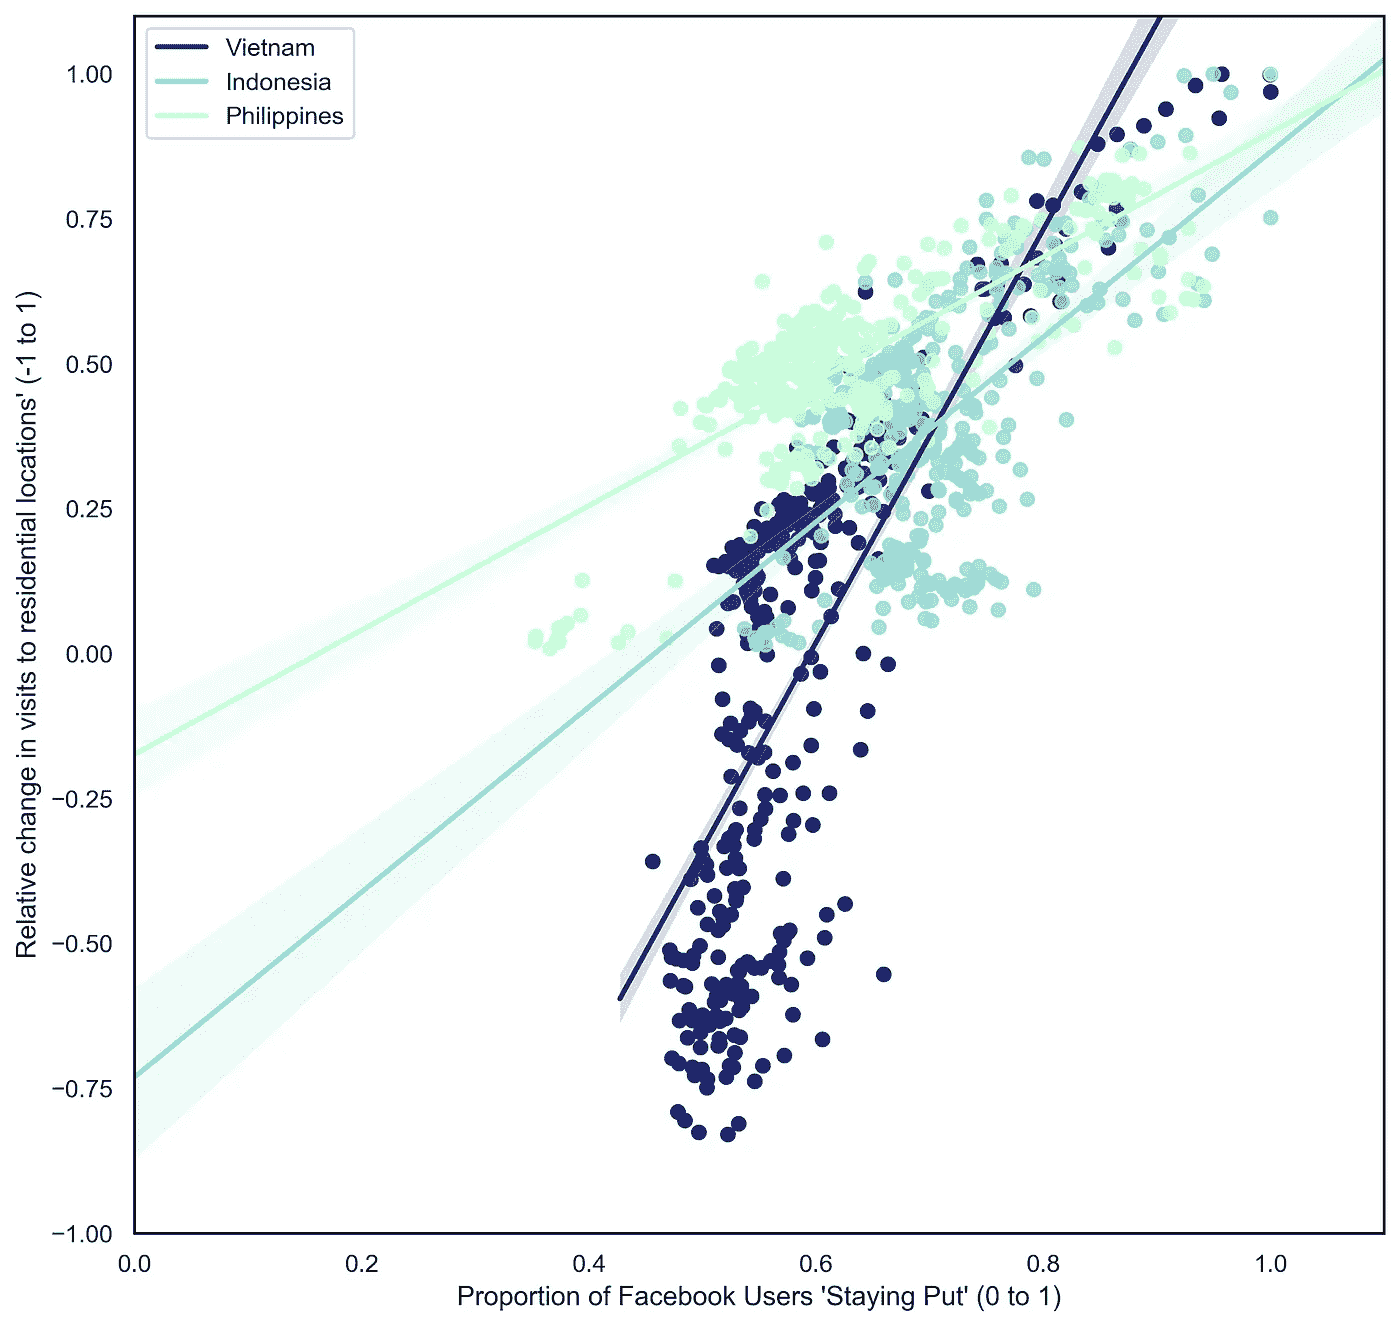 Vietnam
Indonesia
Philippines
1.00
0.75
0.50
0.25
0.00
−0.25
−0.50
−0.75
−1.00
Relative change in visits to residential locations' (-1 to 1)
0.0 0.2 0.4 0.6 0.8 1.0
Proportion of Facebook Users 'Staying Put' (0 to 1)